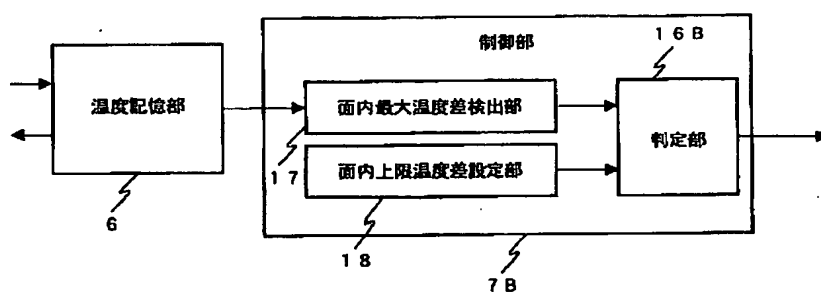 制御部
16B
温度記憶部
面内最大温度差検出部
判定部
17
面内上限温度差設定部
6
18
7B